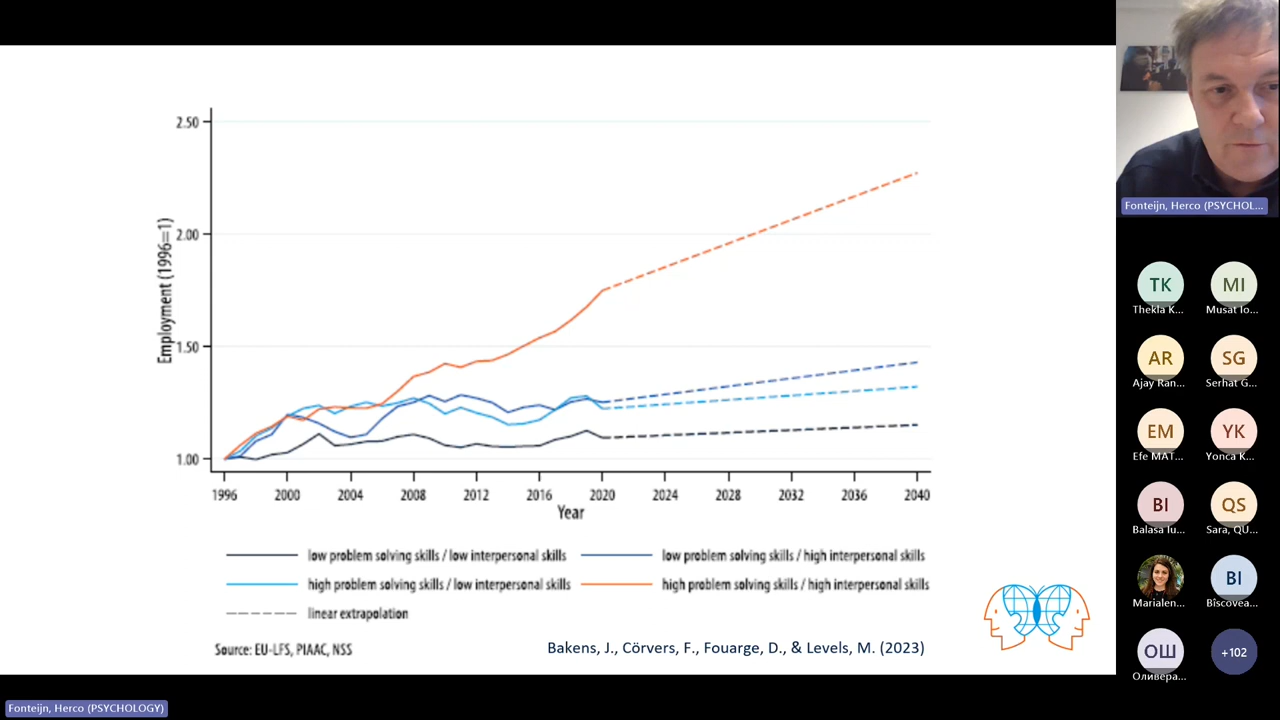 2.50
2.00
1.50
1.00
Employment (1996=1)
1996 2000 2004 2008 2012 2016 2020 2024 2028 2032 2036 2040
Year
low problem solving skills / low interpersonal skills
low problem solving skills / high interpersonal skills
high problem solving skills / low interpersonal skills
high problem solving skills / high interpersonal skills
linear extrapolation
Source: EU-LFS, PIAAC, NSS
Bakens, J., Cörvers, F., Fouarge, D., & Levels, M. (2023)
Fonteijn, Herco (PSYCHOL...
TK
MI
Thekla K...
Musat Io...
AR
SG
Ajay Ran...
Serhat G...
EM
YK
Efe MAT...
Yonca K...
BI
QS
Balasa Iu...
Sara, QU...
BI
Marialen...
Bîscovea...
ОШ
+102
Оливера...
Fonteijn, Herco (PSYCHOLOGY)